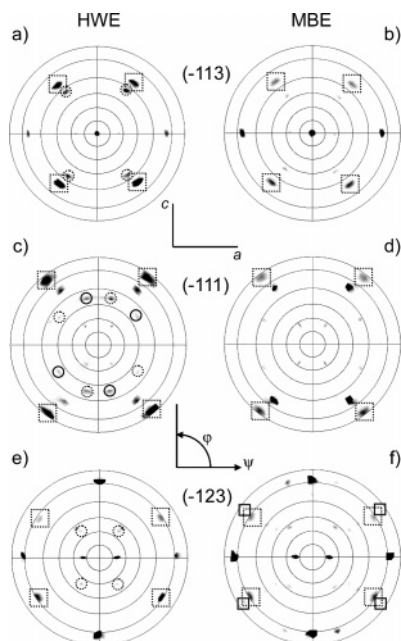 HWE MBE
a) b)
(-113)
c
a
c) d)
(-111)
φ
ψ
e) f)
(-123)